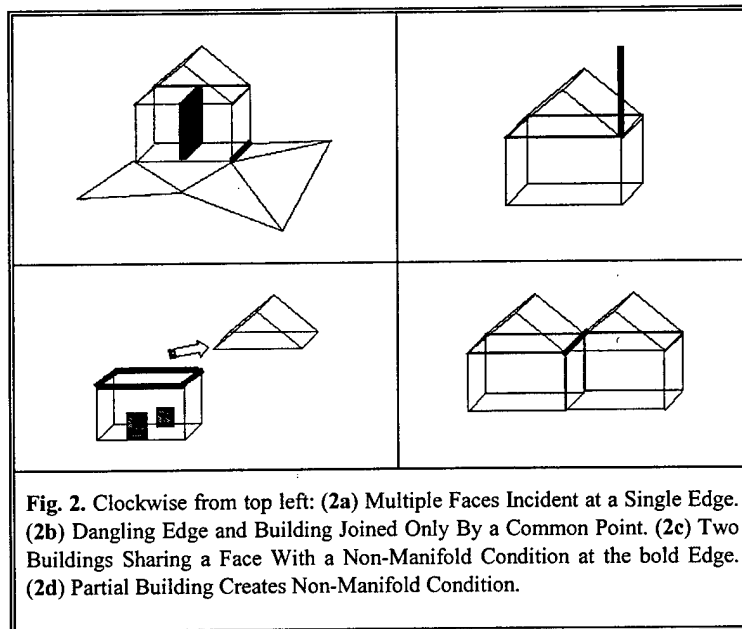 Fig. 2. Clockwise from top left: (2a) Multiple Faces Incident at a Single Edge.
(2b) Dangling Edge and Building Joined Only By a Common Point. (2c) Two
Buildings Sharing a Face With a Non-Manifold Condition at the bold Edge.
(2d) Partial Building Creates Non-Manifold Condition.